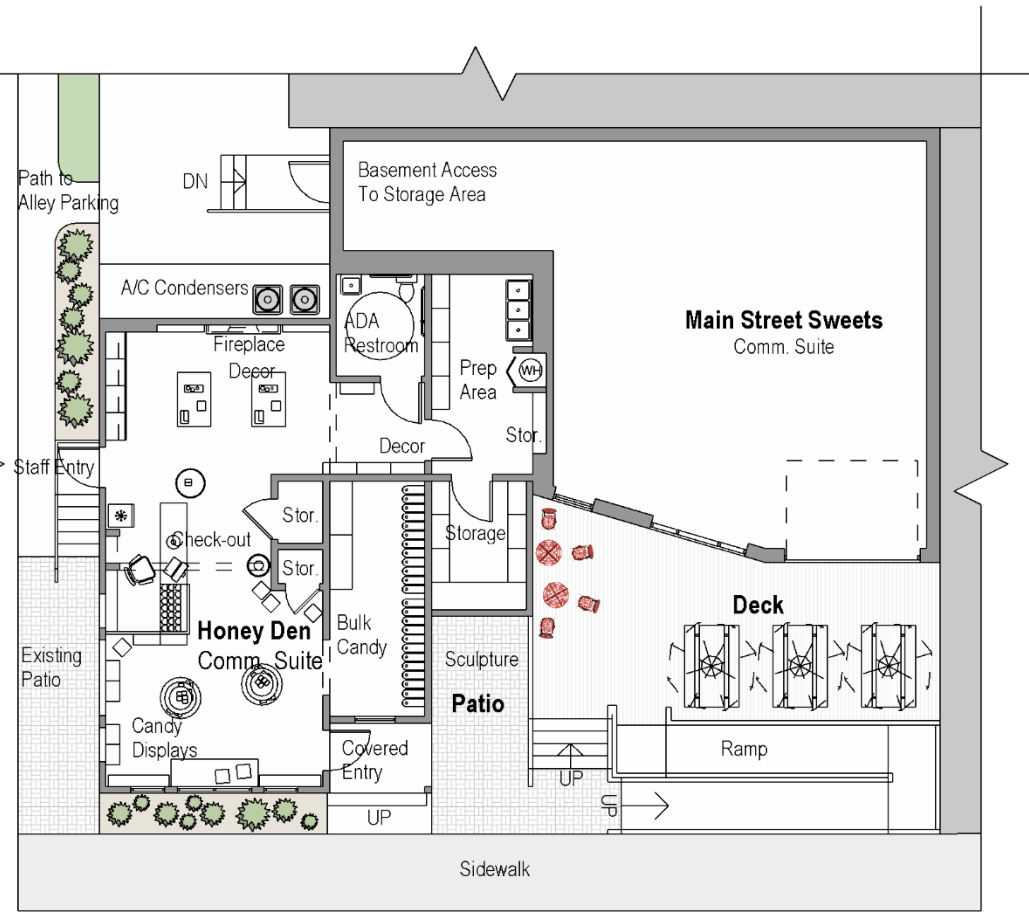 Path to
Alley Parking
DN
Basement Access
To Storage Area
A/C Condensers
Main Street Sweets
Comm. Suite
ADA
Restroom
Fireplace
Decor
Prep
Area
WH
Decor
Stor.
Staff Entry
Stor.
Check-out
Storage
Stor.
Deck
Honey Den
Comm. Suite
Bulk
Candy
Existing
Patio
Sculpture
Patio
Candy
Displays
Covered
Entry
Ramp
UP
UP
UP
Sidewalk